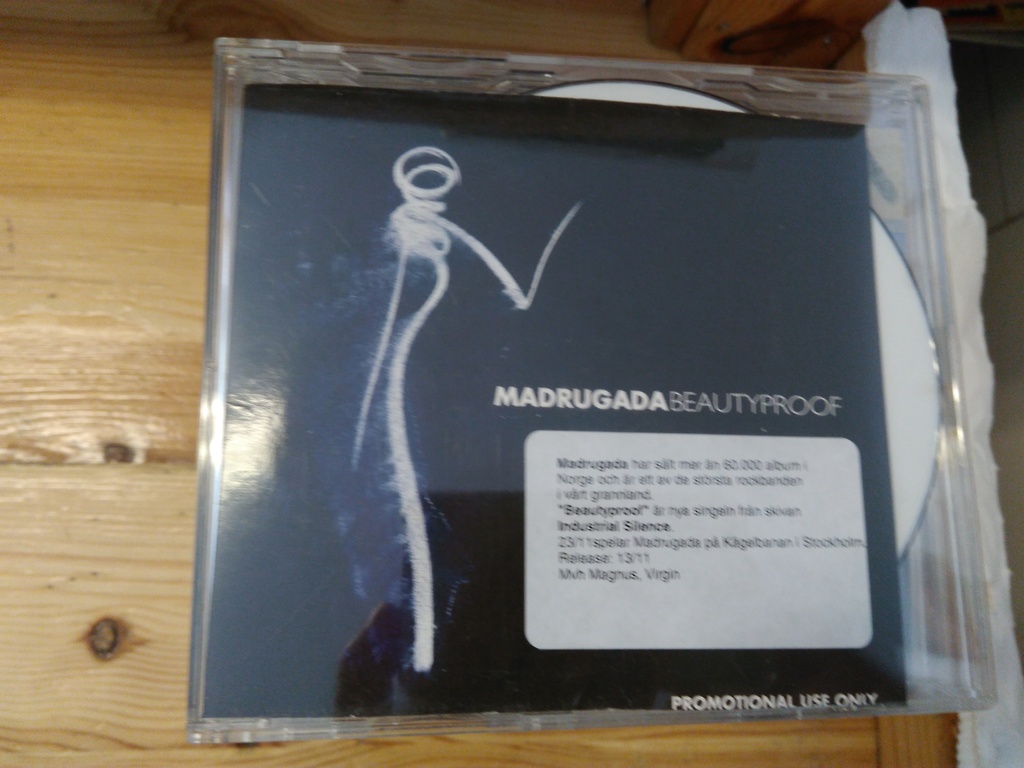 MADRUGADA BEAUTYPROOF
Madrugada har sålt mer än 60.000 album i
Norge och är ett av de största rockbanden
i vårt grannland.
"Beautyproof" är nya singeln från skivan
Industrial Silence.
23/11spelar Madrugada på Kägelbanan i Stockholm.
Release: 13/11
Mvh Magnus, Virgin
PROMOTIONAL USE ONLY